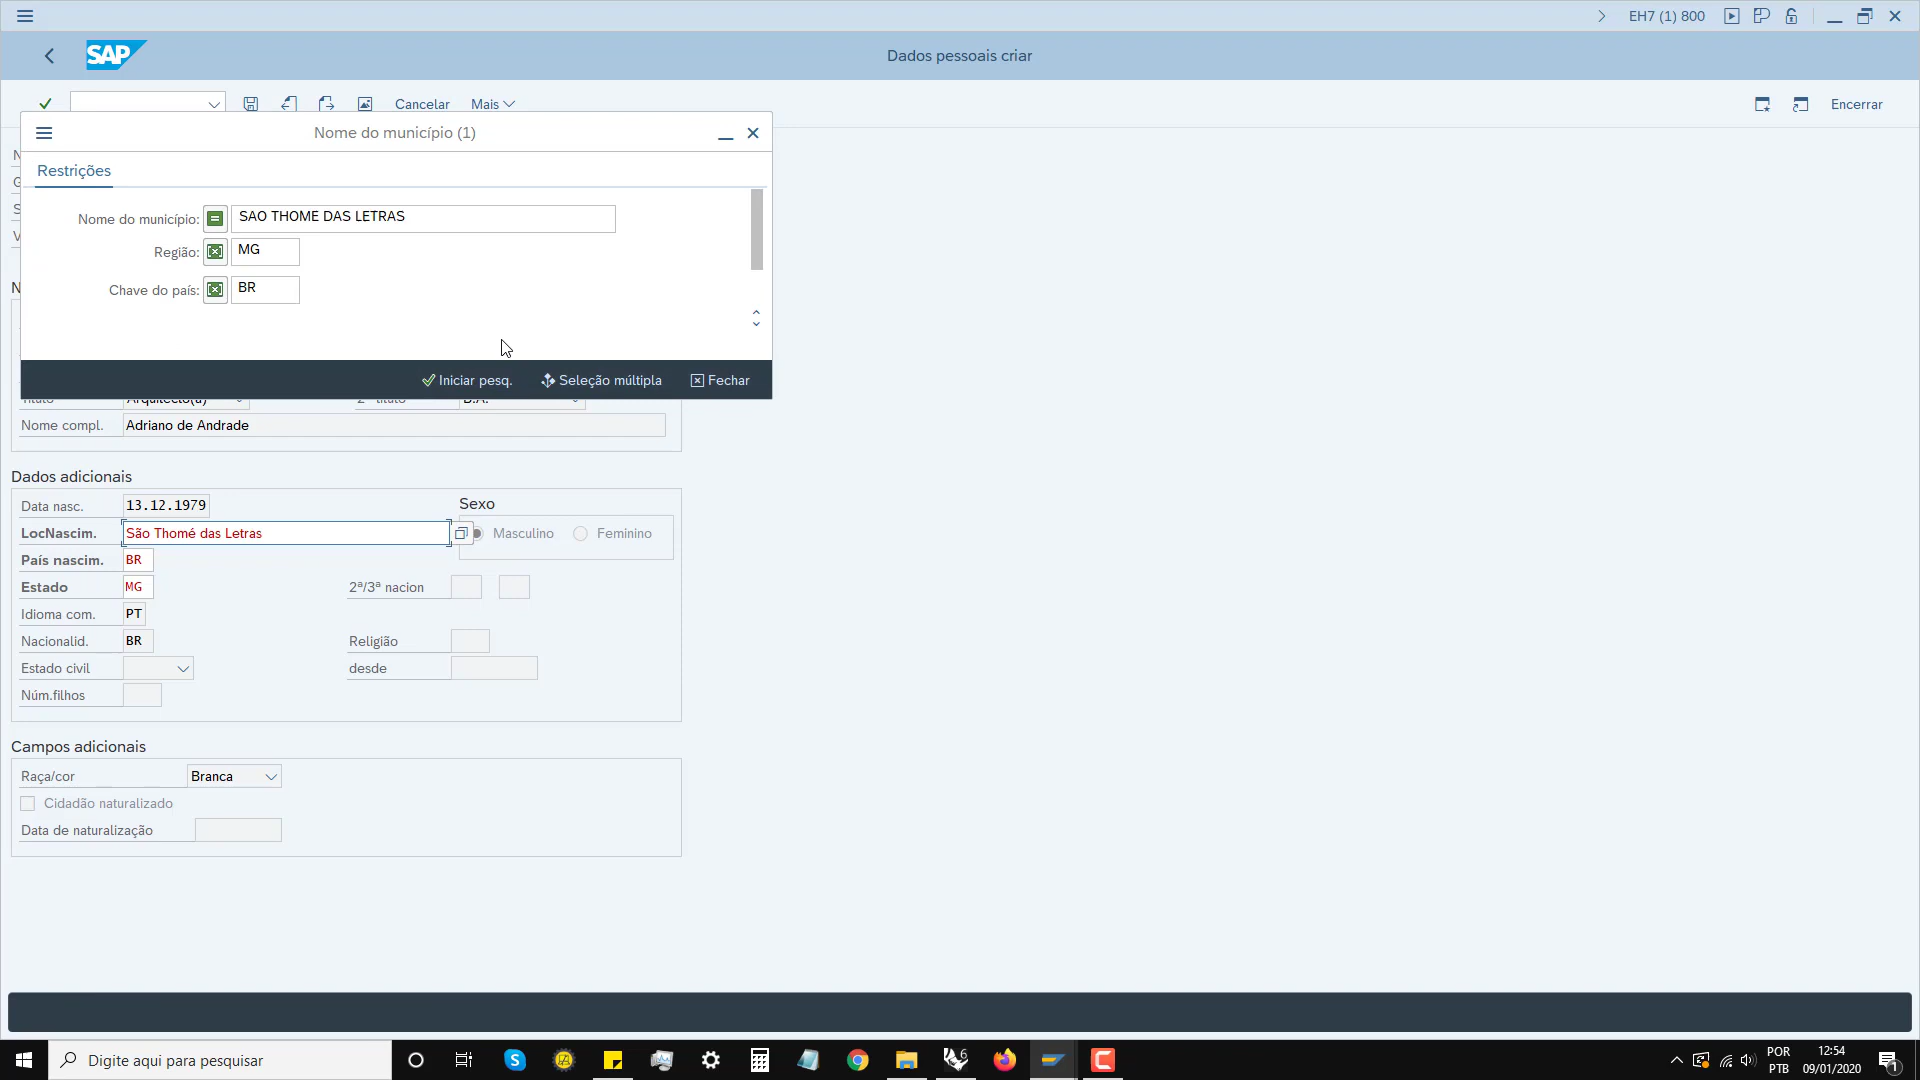 EH7 (1) 800
SAP
Dados pessoais criar
Cancelar
Mais
Encerrar
Nome do município (1)
Restrições
Nome do município: SAO THOME DAS LETRAS
Região: MG
Chave do país: BR
Iniciar pesq.
Seleção múltipla
Fechar
Nome compl. Adriano de Andrade
Dados adicionais
Data nasc. 13.12.1979
Sexo
LocNascim. São Thomé das Letras
Masculino
Feminino
País nascim. BR
Estado MG
2ª/3ª nacion
Idioma com. PT
Nacionalid. BR
Religião
Estado civil
desde
Núm.filhos
Campos adicionais
Raça/cor Branca
Cidadão naturalizado
Data de naturalização
Digite aqui para pesquisar
POR
PTB
12:54
09/01/2020
1